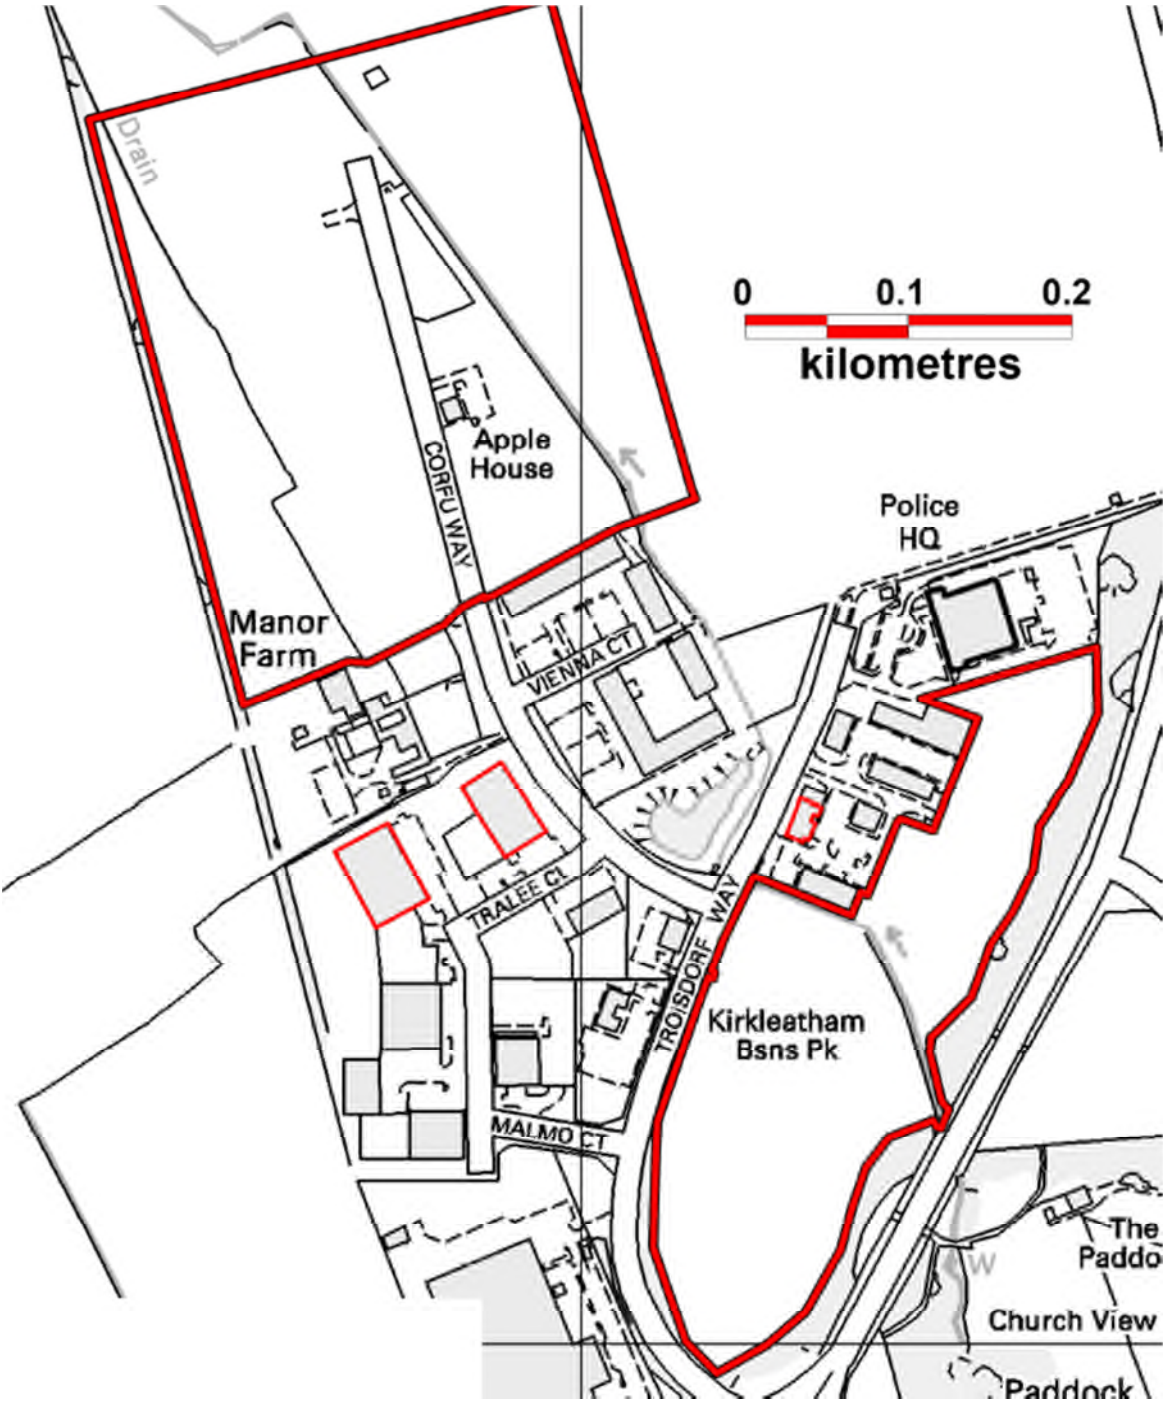 Drain
0 0.1 0.2
kilometres
Apple
House
CORFU WAY
Police
HQ
Manor
Farm
VIENNA CT
TRALEE CL
TROISDORF WAY
Kirkleatham
Bsns Pk
MALMO CT
The
Paddo
W
Church View
Paddock